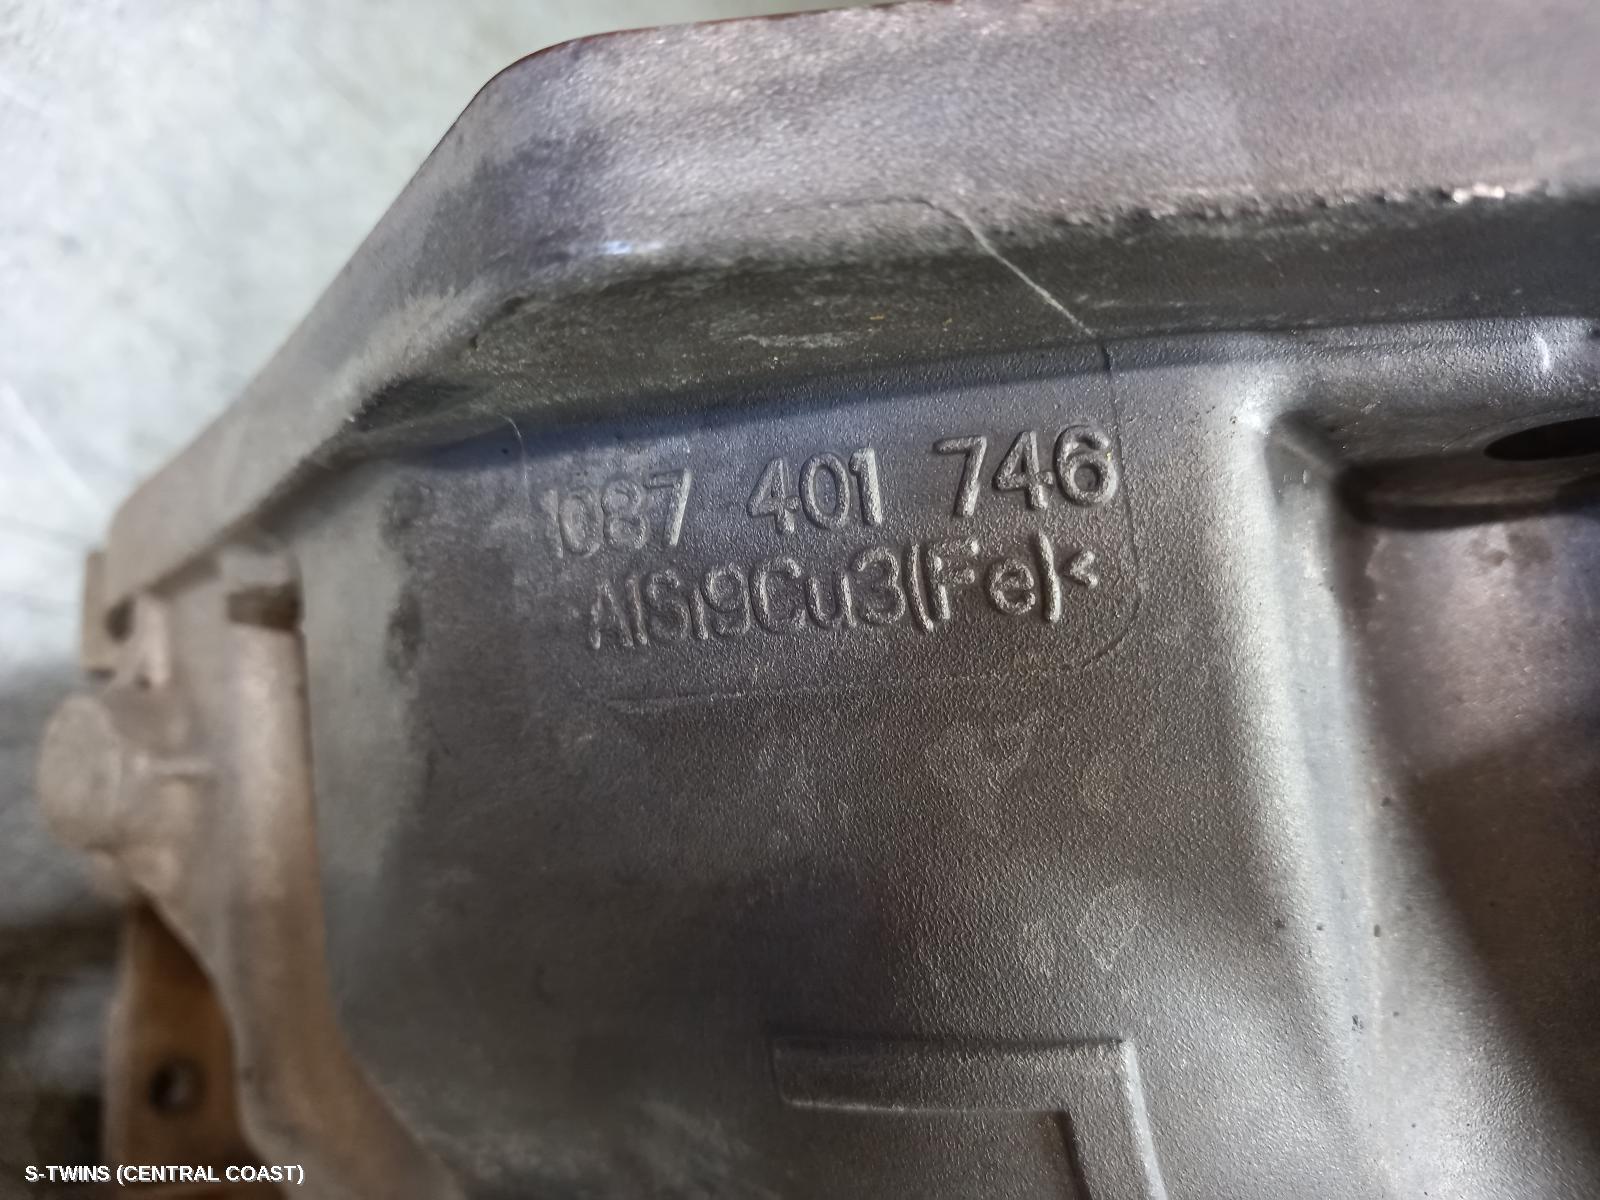 1087 401 746
AlSi9Cu3(Fe)<
S-TWINS (CENTRAL COAST)